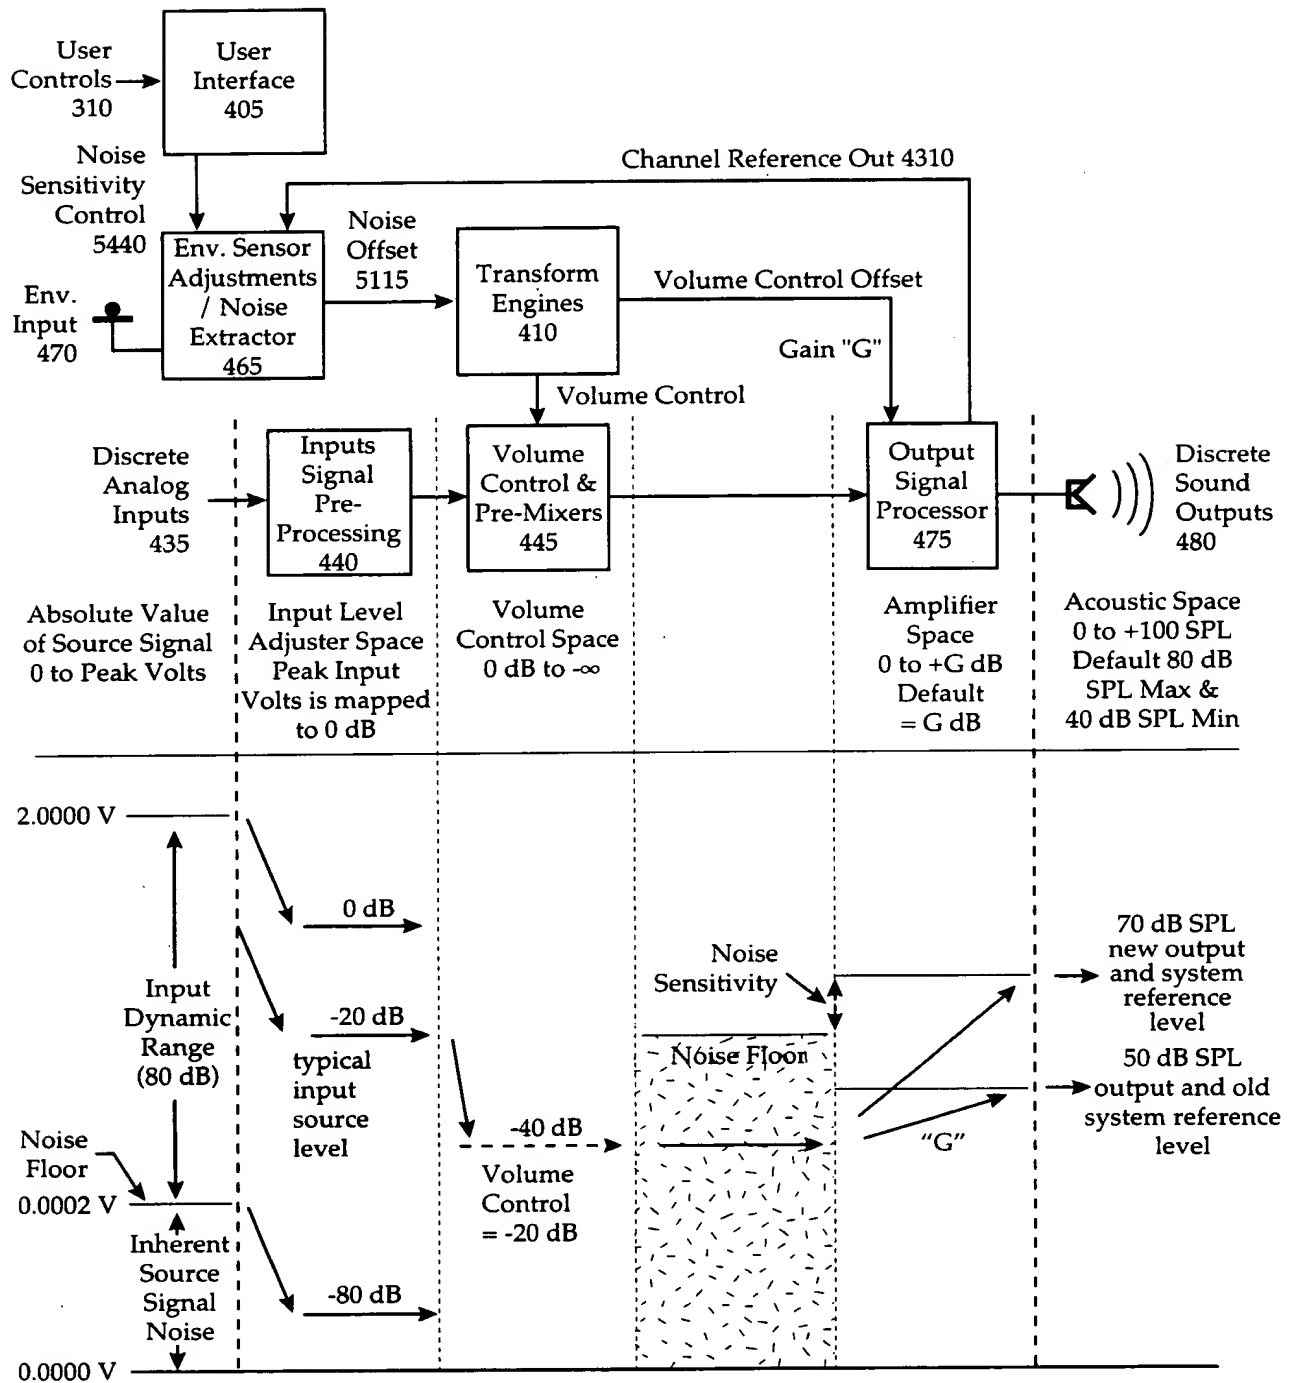 User
Controls
310
User
Interface
405
Noise
Sensitivity
Control
5440
Channel Reference Out 4310
Env.
Input
470
Env. Sensor
Adjustments
/ Noise
Extractor
465
Noise
Offset
5115
Transform
Engines
410
Volume Control Offset
Gain "G"
Volume Control
Discrete
Analog
Inputs
435
Inputs
Signal
Pre-
Processing
440
Volume
Control &
Pre-Mixers
445
Output
Signal
Processor
475
Discrete
Sound
Outputs
480
Absolute Value
of Source Signal
0 to Peak Volts
Input Level
Adjuster Space
Peak Input
Volts is mapped
to 0 dB
Volume
Control Space
0 dB to -∞
Amplifier
Space
0 to +G dB
Default
= G dB
Acoustic Space
0 to +100 SPL
Default 80 dB
SPL Max &
40 dB SPL Min
2.0000 V
0 dB
Input
Dynamic
Range
(80 dB)
-20 dB
typical
input
source
level
-40 dB
Volume
Control
= -20 dB
Noise
Sensitivity
Noise Floor
"G"
70 dB SPL
new output
and system
reference
level
50 dB SPL
output and old
system reference
level
Noise
Floor
0.0002 V
Inherent
Source
Signal
Noise
-80 dB
0.0000 V